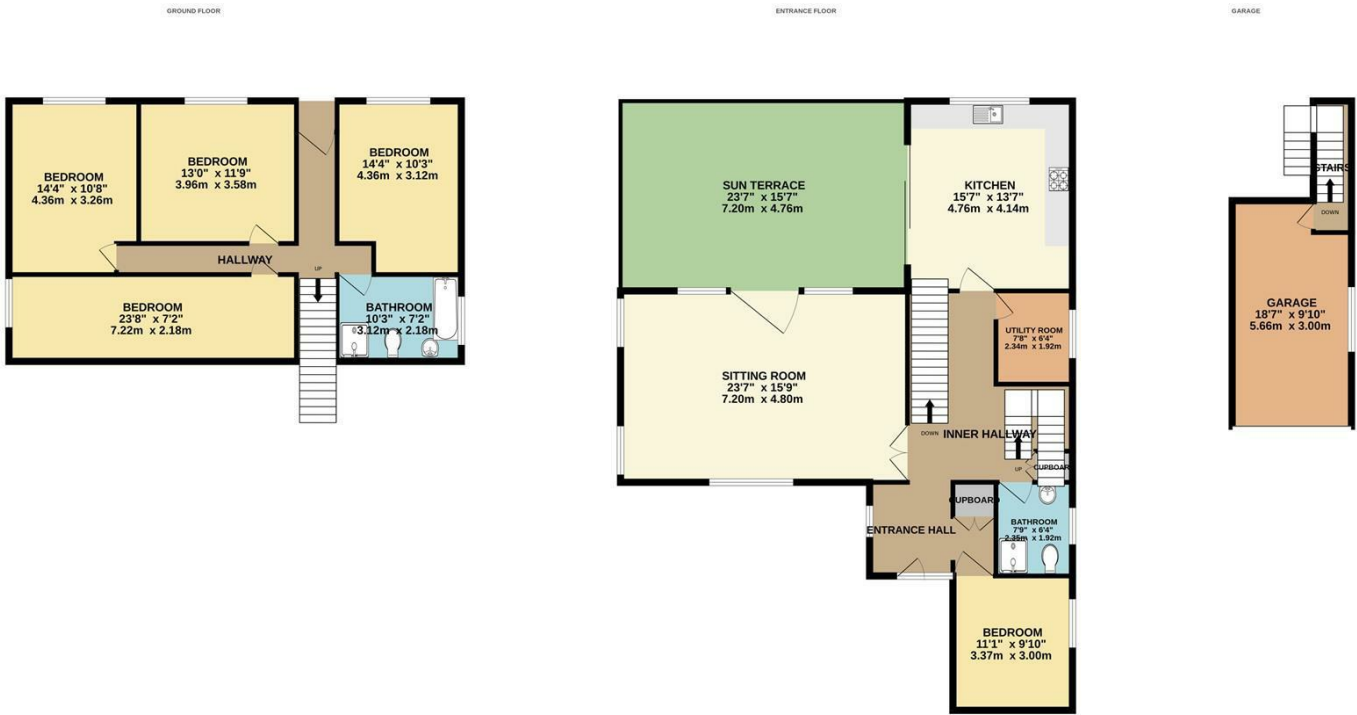 GROUND FLOOR
BEDROOM
14'4" x 10'8"
4.36m x 3.26m
BEDROOM
13'0" x 11'9"
3.96m x 3.58m
BEDROOM
14'4" x 10'3"
4.36m x 3.12m
HALLWAY
UP
BEDROOM
23'8" x 7'2"
7.22m x 2.18m
BATHROOM
10'3" x 7'2"
3.12m x 2.18m
ENTRANCE FLOOR
SUN TERRACE
23'7" x 15'7"
7.20m x 4.76m
KITCHEN
15'7" x 13'7"
4.76m x 4.14m
SITTING ROOM
23'7" x 15'9"
7.20m x 4.80m
UTILITY ROOM
7'8" x 6'4"
2.34m x 1.92m
DOWN
INNER HALLWAY
UP
CUPBOARD
CUPBOARD
ENTRANCE HALL
BATHROOM
7'9" x 6'4"
2.35m x 1.92m
BEDROOM
11'1" x 9'10"
3.37m x 3.00m
GARAGE
STAIRS
DOWN
GARAGE
18'7" x 9'10"
5.66m x 3.00m